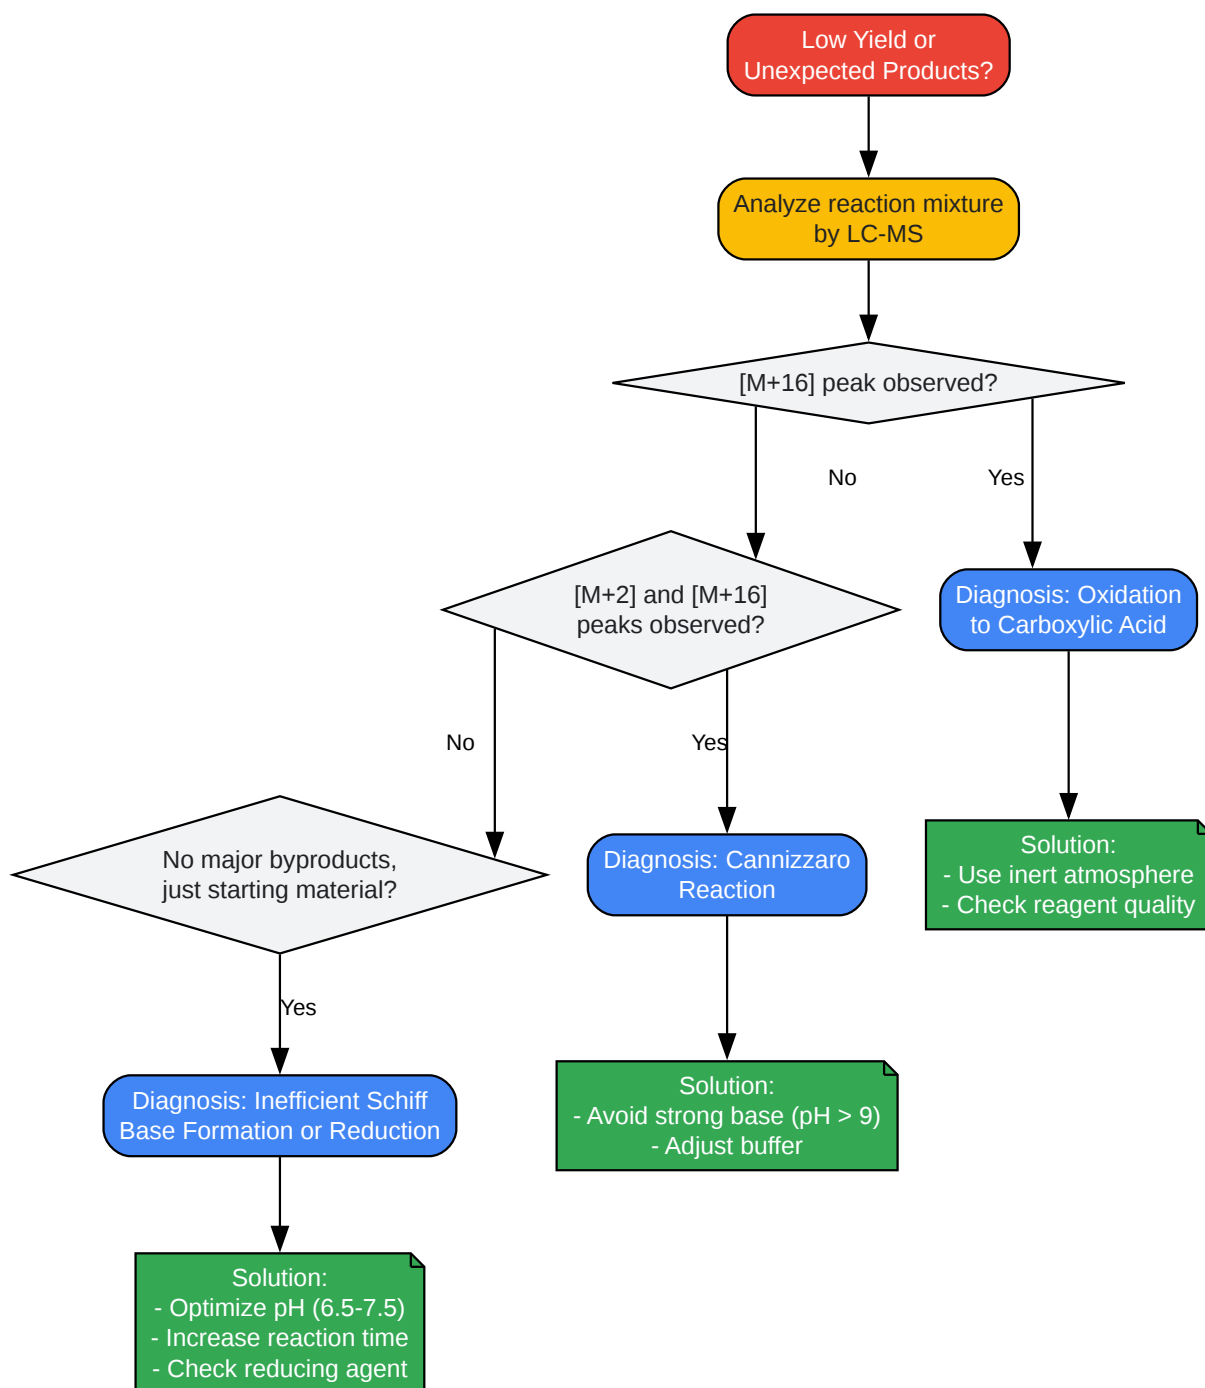 Low Yield or
Unexpected Products?
Analyze reaction mixture
by LC-MS
[M+16] peak observed?
No
Yes
[M+2] and [M+16]
peaks observed?
Diagnosis: Oxidation
to Carboxylic Acid
No
Yes
No major byproducts,
just starting material?
Diagnosis: Cannizzaro
Reaction
Solution:
- Use inert atmosphere
- Check reagent quality
Yes
Diagnosis: Inefficient Schiff
Base Formation or Reduction
Solution:
- Avoid strong base (pH > 9)
- Adjust buffer
Solution:
- Optimize pH (6.5-7.5)
- Increase reaction time
- Check reducing agent